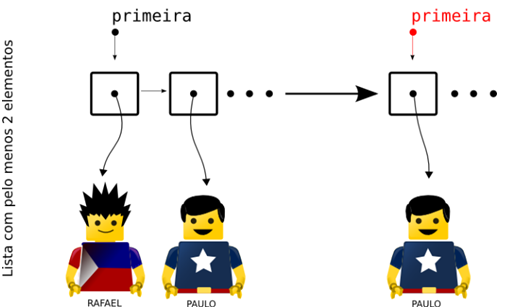 primeira
primeira
Lista com pelo menos 2 elementos
RAFAEL
PAULO
PAULO